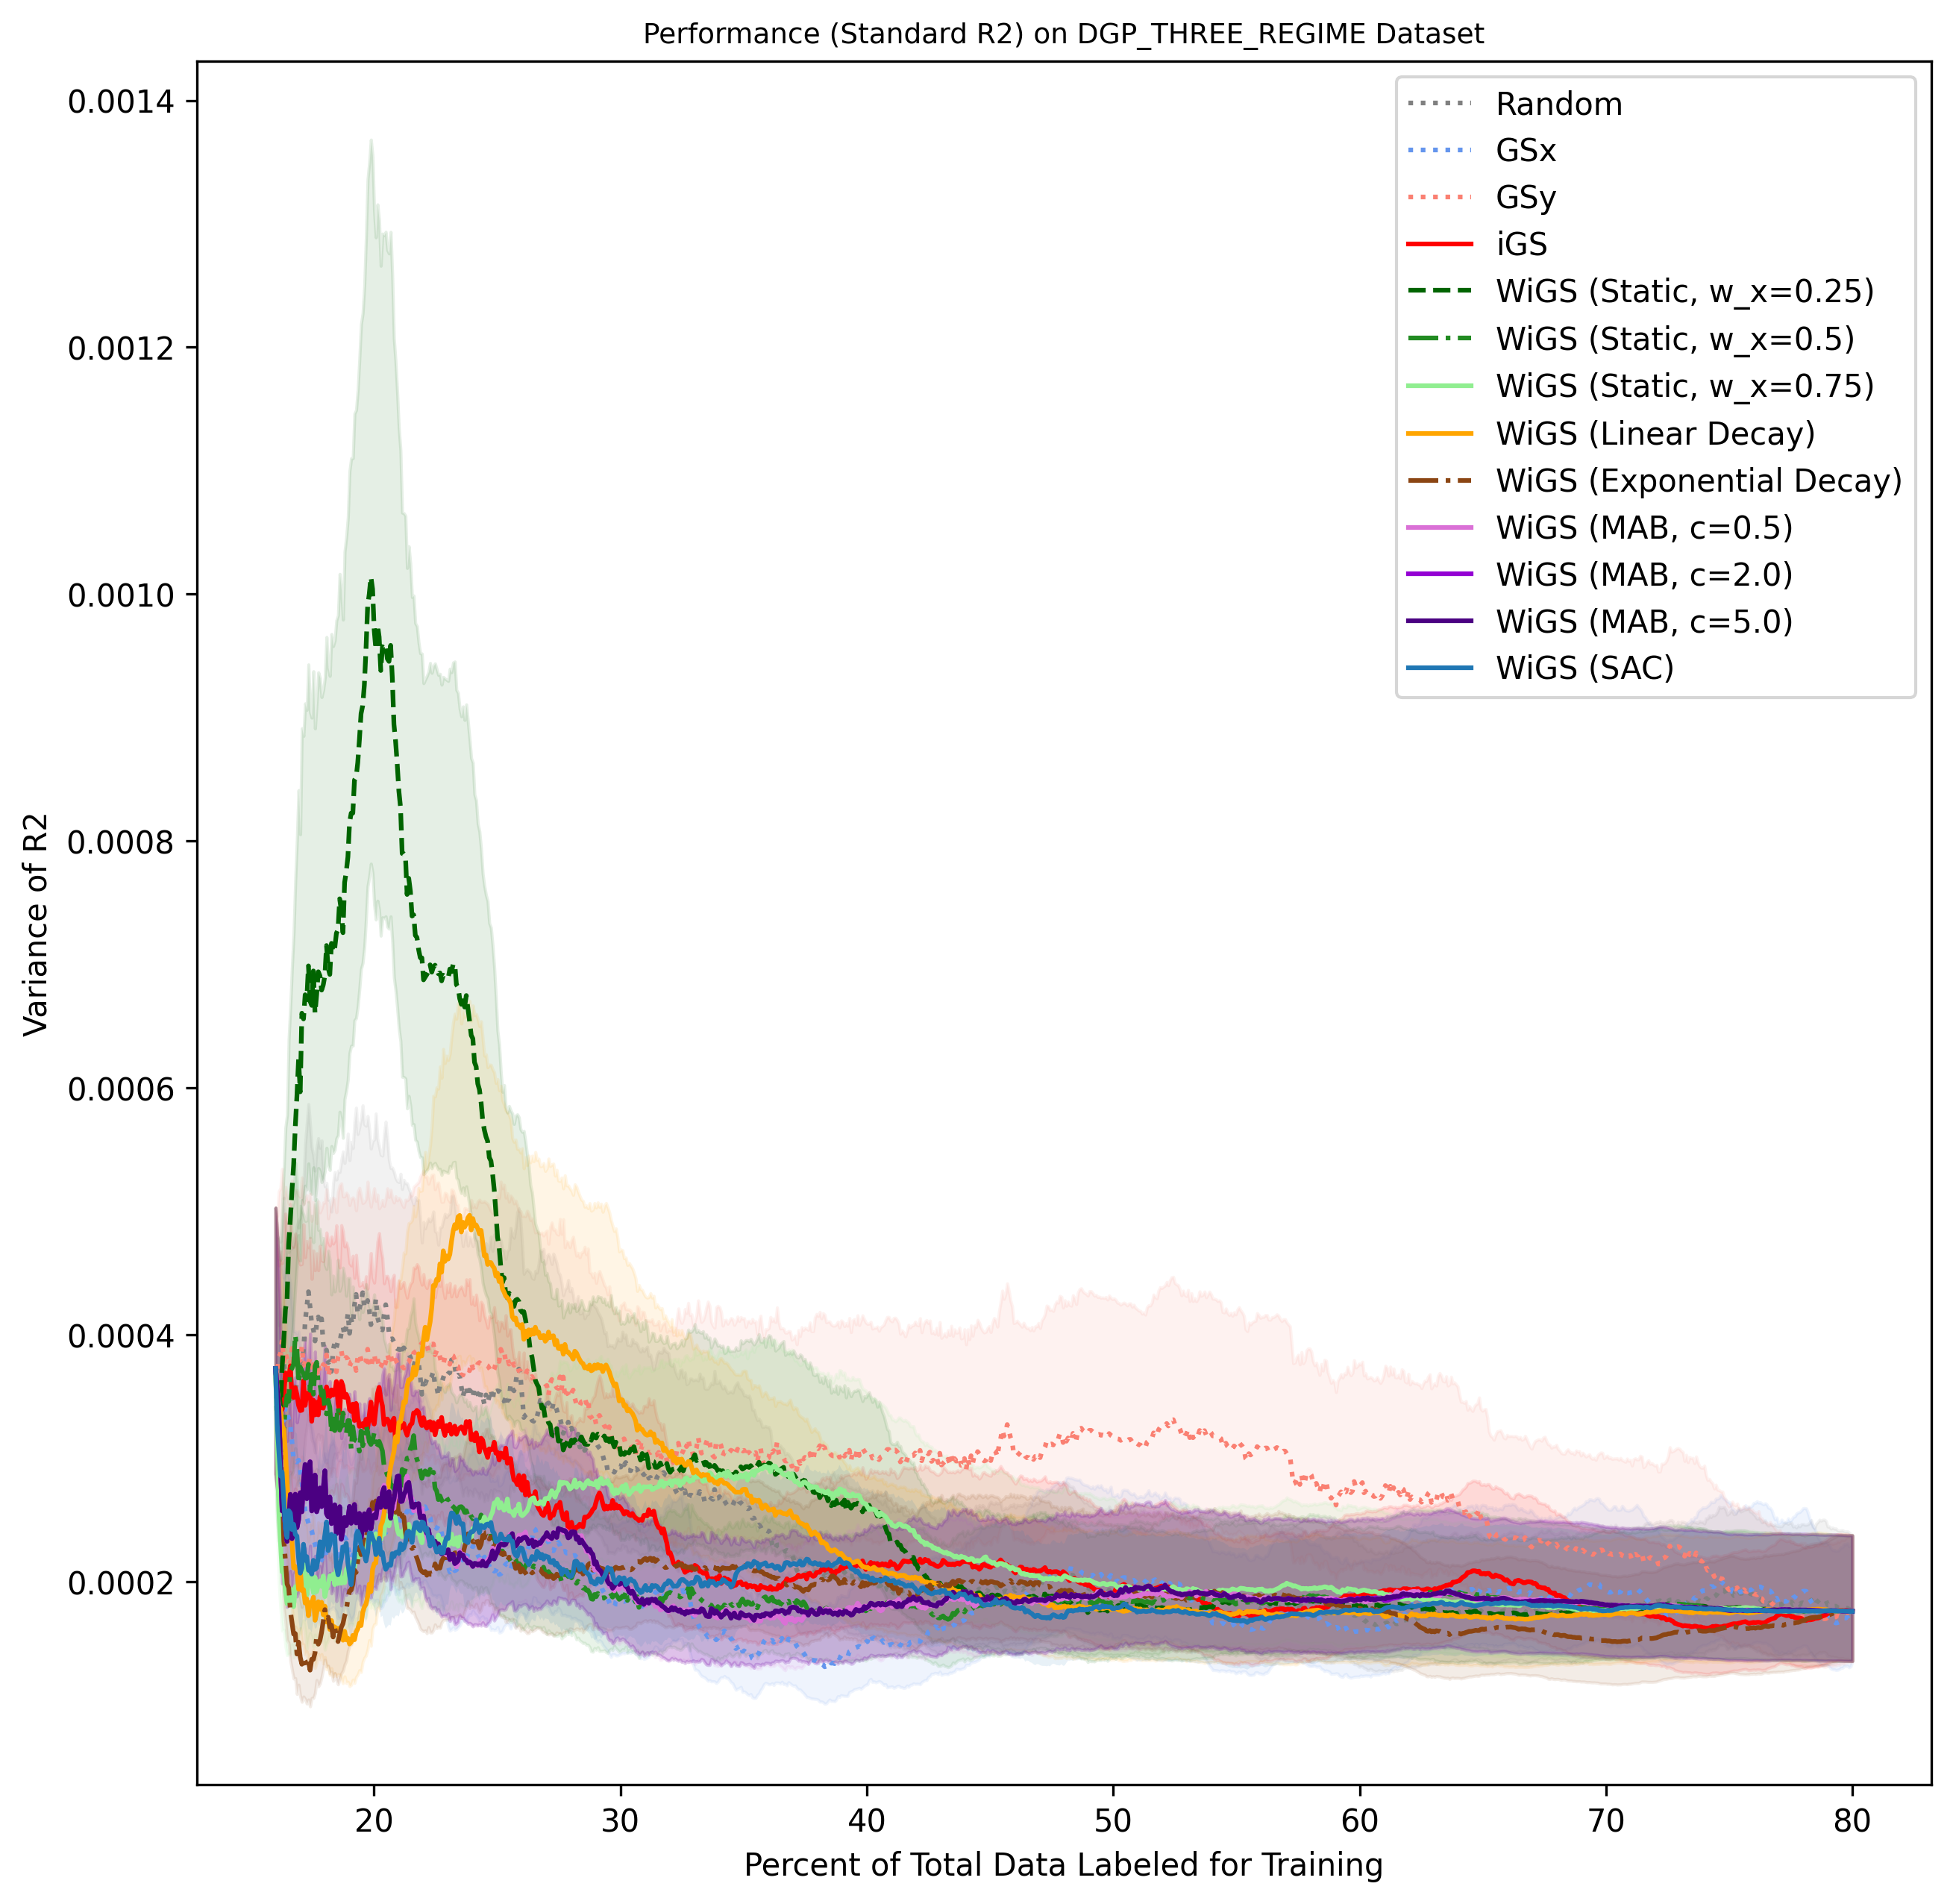 Performance (Standard R2) on DGP_THREE_REGIME Dataset
0.0014
0.0012
0.0010
0.0008
0.0006
0.0004
0.0002
Variance of R2
Random
GSx
GSy
iGS
WiGS (Static, w_x=0.25)
WiGS (Static, w_x=0.5)
WiGS (Static, w_x=0.75)
WiGS (Linear Decay)
WiGS (Exponential Decay)
WiGS (MAB, c=0.5)
WiGS (MAB, c=2.0)
WiGS (MAB, c=5.0)
WiGS (SAC)
20 30 40 50 60 70 80
Percent of Total Data Labeled for Training